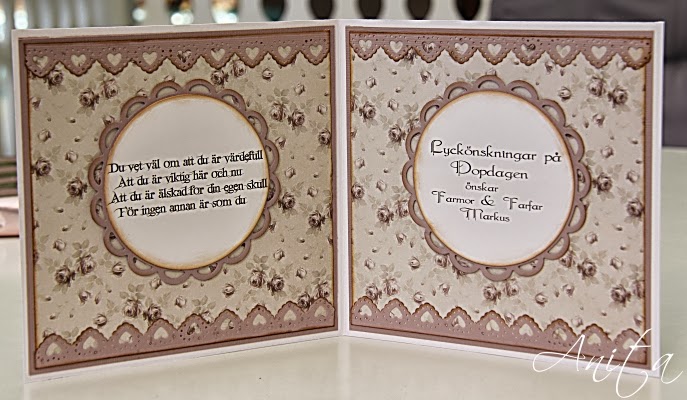 Du vet väl om att du är värdefull
Att du är viktig här och nu
Att du är älskad för din egen skull
För ingen annan är som du
Lyckönskningar på
Dopdagen
önskar
Farmor & Farfar
Markus
Anita